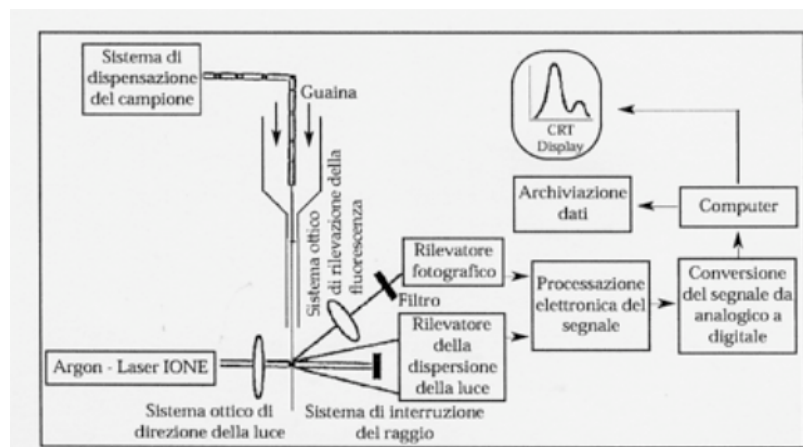 Sistema di
dispensazione
del campione
Guaina
CRT
Display
Sistema ottico
di rilevazione della
fluorescenza
Archiviazione
dati
Computer
Rilevatore
fotografico
Filtro
Processazione
elettronica del
segnale
Conversione
del segnale da
analogico a
digitale
Rilevatore
della
dispersione
della luce
Argon - Laser IONE
Sistema ottico di
direzione della luce
Sistema di interruzione
del raggio